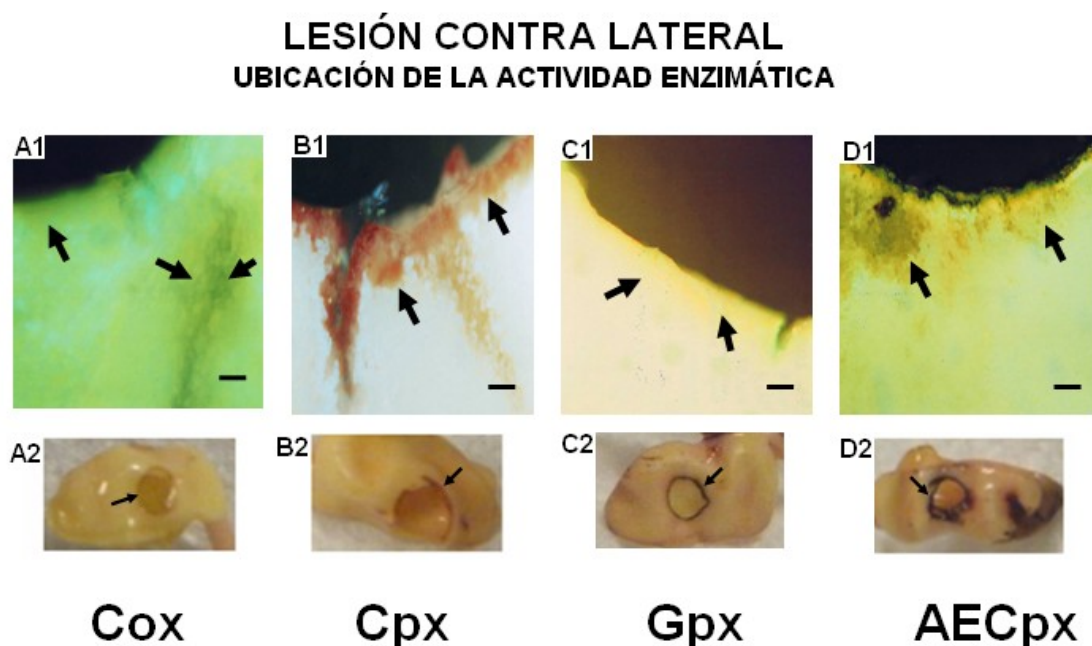 LESIÓN CONTRA LATERAL
UBICACIÓN DE LA ACTIVIDAD ENZIMÁTICA
A1 B1 C1 D1
A2 B2 C2 D2
Cox Cpx Gpx AECpx